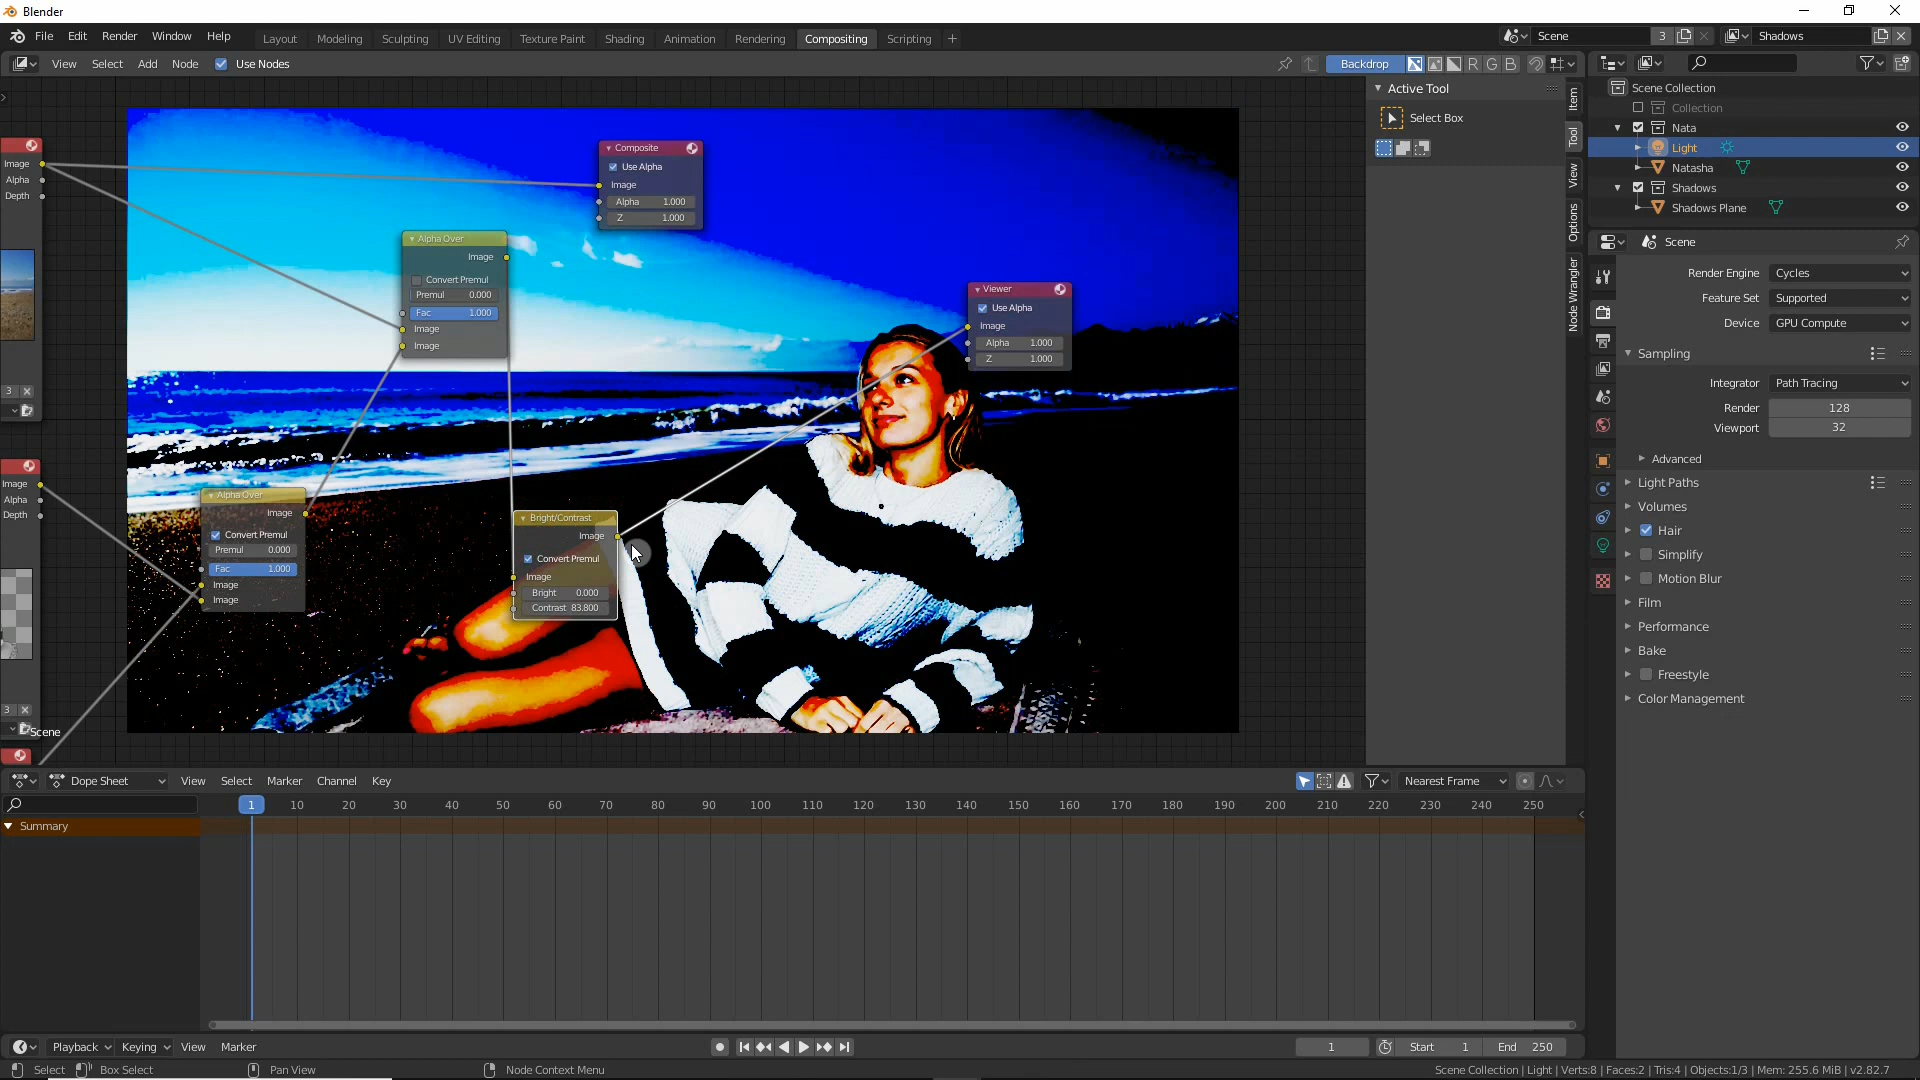 Blender
File Edit Render Window Help Layout Modeling Sculpting UV Editing Texture Paint Shading Animation Rendering Compositing Scripting + Scene 3 Shadows
View Select Add Node Use Nodes Backdrop R G B
Active Tool
Select Box
Item
Tool
View
Options
Node Wrangler
Scene Collection
Collection
Nata
Light
Natasha
Shadows
Shadows Plane
Scene
Render Engine Cycles
Feature Set Supported
Device GPU Compute
Sampling
Integrator Path Tracing
Render 128
Viewport 32
Advanced
Light Paths
Volumes
Hair
Simplify
Motion Blur
Film
Performance
Bake
Freestyle
Color Management
Image
Alpha
Depth
3
Image
Alpha
Depth
3
Scene
Composite
Use Alpha
Image
Alpha 1.000
Z 1.000
Alpha Over
Image
Convert Premul
Premul 0.000
Fac 1.000
Image
Image
Viewer
Use Alpha
Image
Alpha 1.000
Z 1.000
Alpha Over
Image
Convert Premul
Premul 0.000
Fac 1.000
Image
Image
Bright/Contrast
Image
Convert Premul
Image
Bright 0.000
Contrast 83.800
Dope Sheet View Select Marker Channel Key Nearest Frame
1 10 20 30 40 50 60 70 80 90 100 110 120 130 140 150 160 170 180 190 200 210 220 230 240 250
Summary
Playback Keying View Marker 1 Start 1 End 250
Select Box Select Pan View Node Context Menu Scene Collection | Light | Verts:8 | Faces:2 | Tris:4 | Objects:1/3 | Mem: 255.6 MiB | v2.82.7